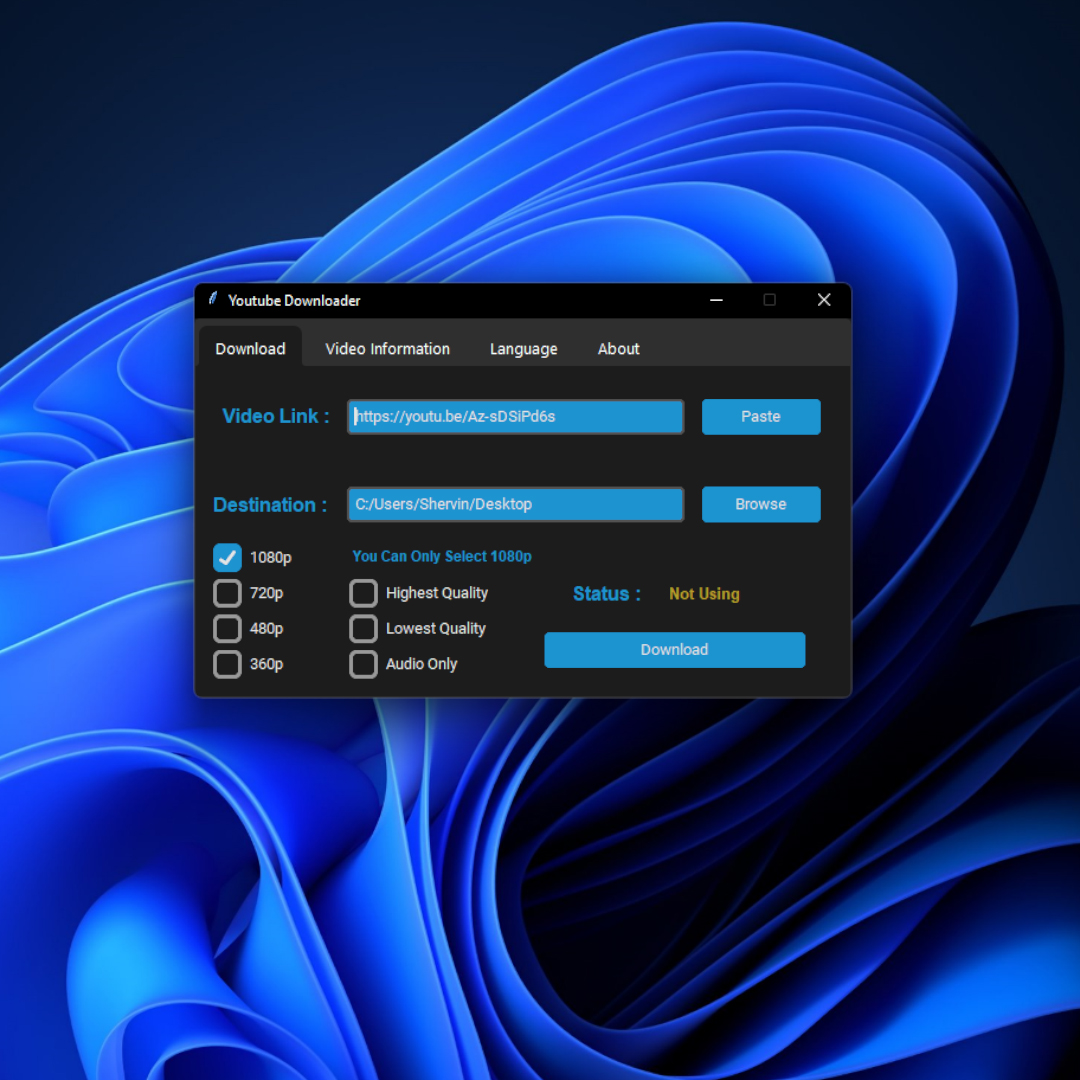 Youtube Downloader
Download Video Information Language About
Video Link : https://youtu.be/Az-sDSiPd6s Paste
Destination : C:/Users/Shervin/Desktop Browse
1080p You Can Only Select 1080p
720p Highest Quality Status : Not Using
480p Lowest Quality
Download
360p Audio Only